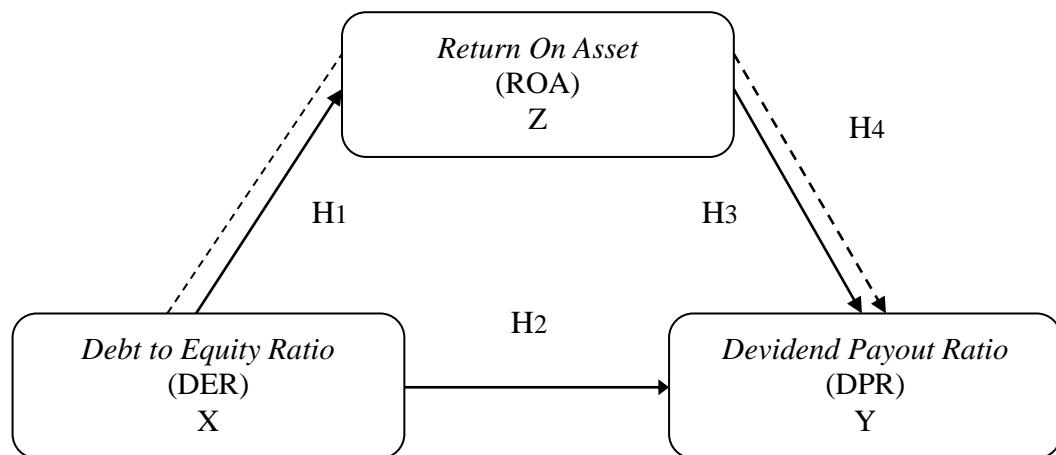 Return On Asset
(ROA)
Z
H4
H1
H3
H2
Debt to Equity Ratio
(DER)
X
Devidend Payout Ratio
(DPR)
Y